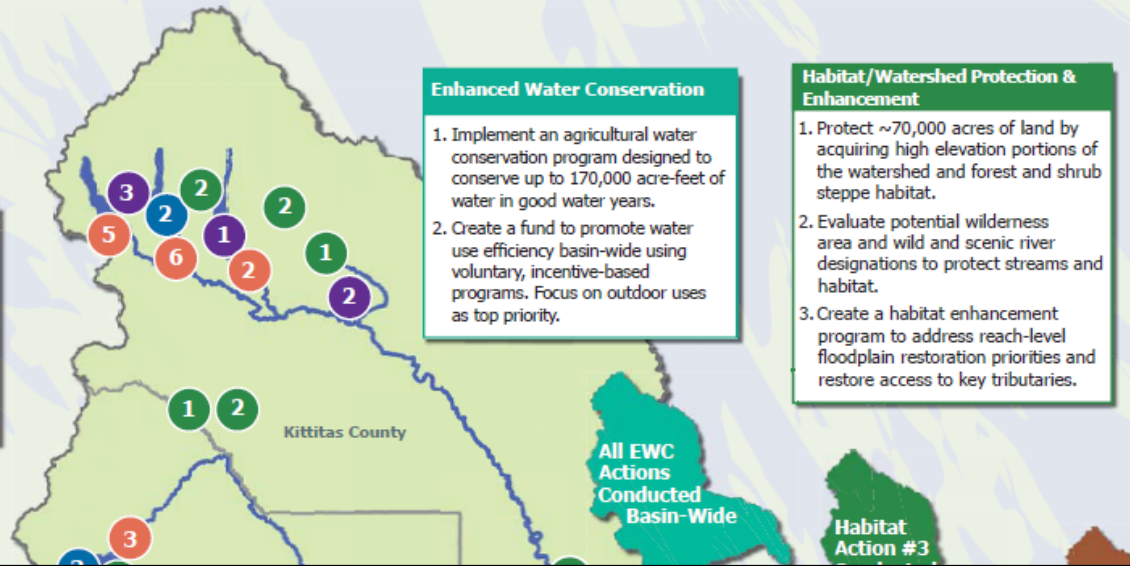 Enhanced Water Conservation
1. Implement an agricultural water
conservation program designed to
conserve up to 170,000 acre-feet of
water in good water years.
2. Create a fund to promote water
use efficiency basin-wide using
voluntary, incentive-based
programs. Focus on outdoor uses
as top priority.
Habitat/Watershed Protection &
Enhancement
1. Protect ~70,000 acres of land by
acquiring high elevation portions of
the watershed and forest and shrub
steppe habitat.
2. Evaluate potential wilderness
area and wild and scenic river
designations to protect streams and
habitat.
3. Create a habitat enhancement
program to address reach-level
floodplain restoration priorities and
restore access to key tributaries.
3
2
2
2
5
1
6
2
1
2
1
2
Kittitas County
All EWC
Actions
Conducted
Basin-Wide
3
Habitat
Action #3